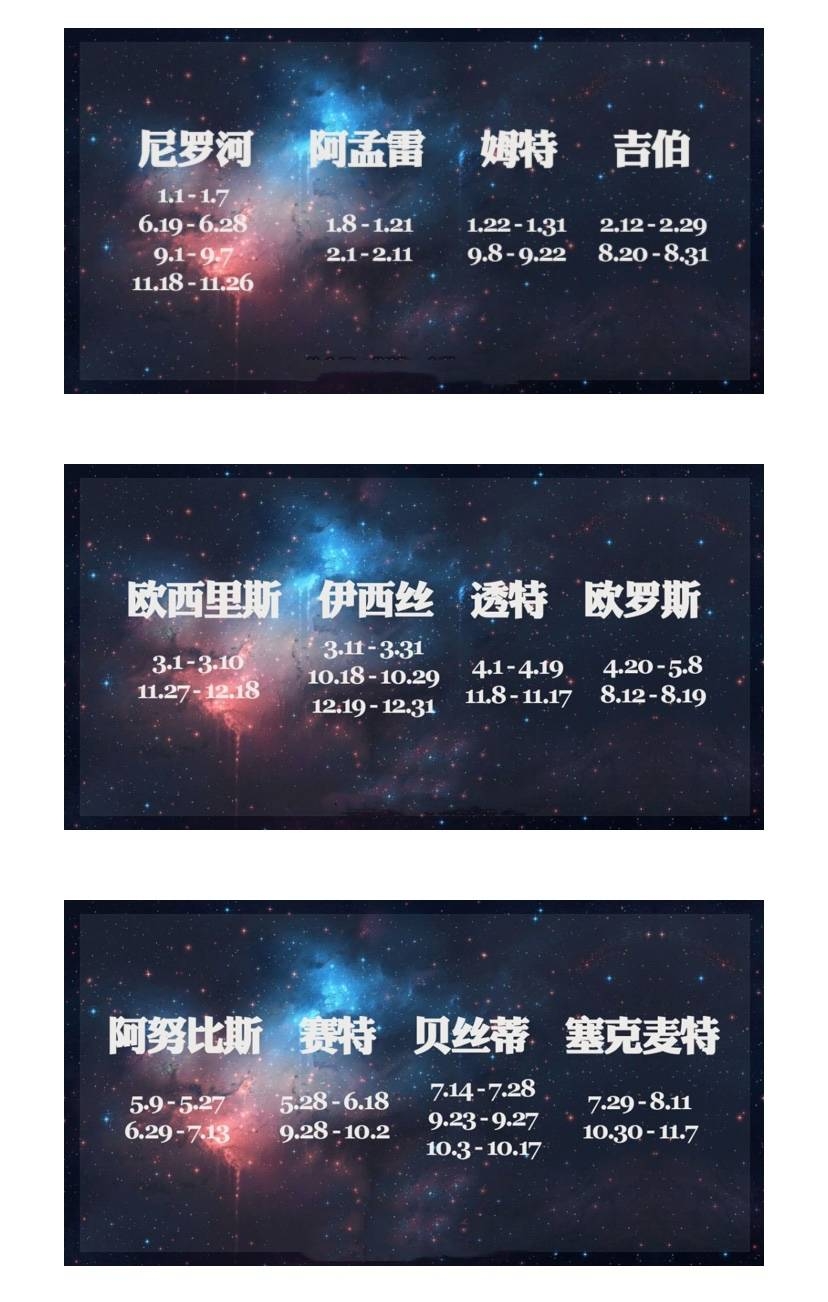 尼罗河 阿孟雷 姆特 吉伯
1.1 - 1.7
6.19 - 6.28 1.8 - 1.21 1.22 - 1.31 2.12 - 2.29
9.1 - 9.7 2.1 - 2.11 9.8 - 9.22 8.20 - 8.31
11.18 - 11.26
欧西里斯 伊西丝 透特 欧罗斯
3.11 - 3.31
3.1 - 3.10 10.18 - 10.29 4.1 - 4.19 4.20 - 5.8
11.27 - 12.18 12.19 - 12.31 11.8 - 11.17 8.12 - 8.19
阿努比斯 赛特 贝丝蒂 塞克麦特
7.14 - 7.28
5.9 - 5.27 5.28 - 6.18 9.23 - 9.27 7.29 - 8.11
6.29 - 7.13 9.28 - 10.2 10.3 - 10.17 10.30 - 11.7